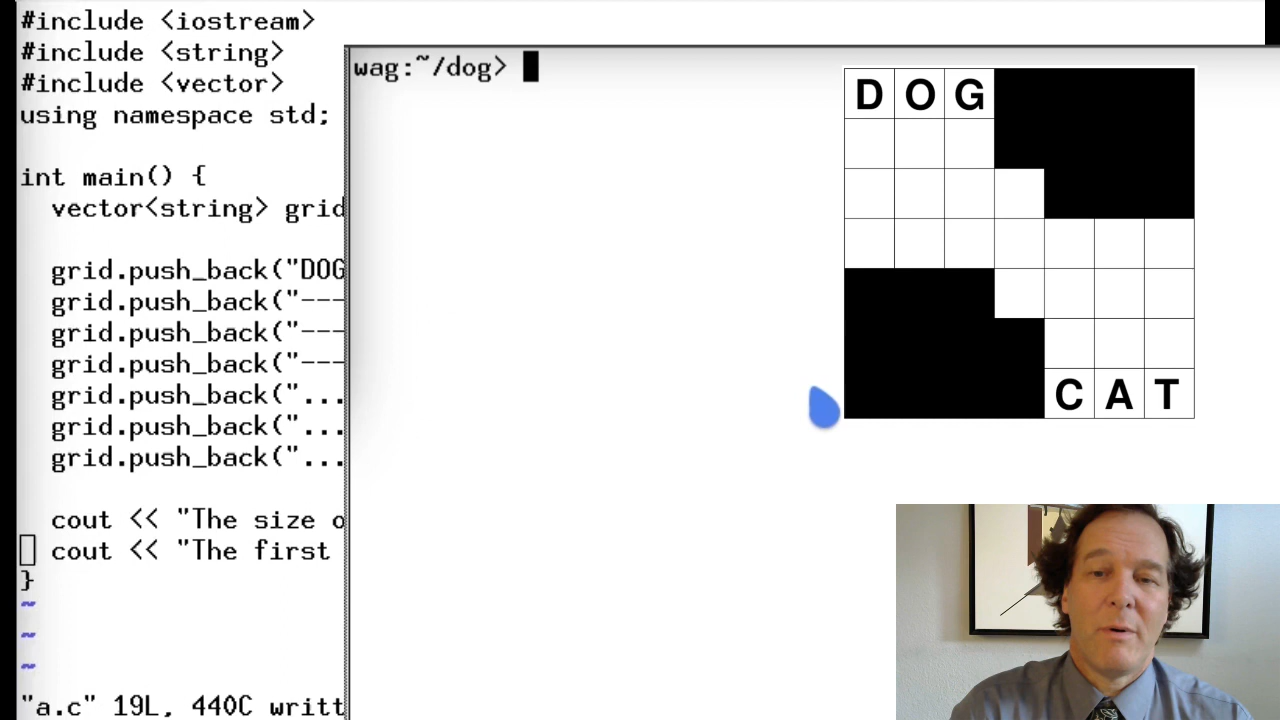 #include <iostream>
#include <string>
#include <vector>
using namespace std;
int main() {
vector<string> grid
grid.push_back("DOG
grid.push_back("---
grid.push_back("---
grid.push_back("---
grid.push_back("...
grid.push_back("...
grid.push_back("...
cout << "The size o
cout << "The first
}
~
~
~
"a.c" 19L, 440C writt
wag:~/dog>
DOG
CAT